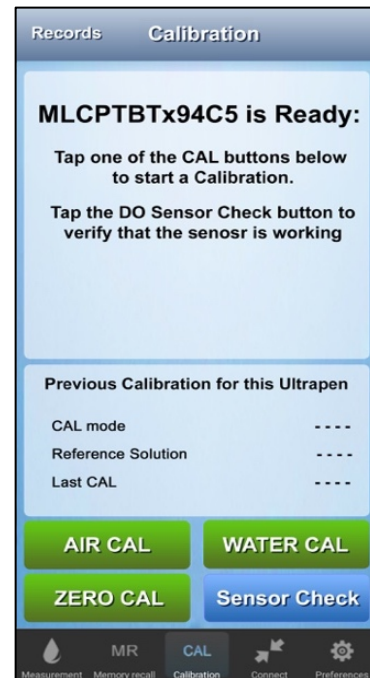 Records Calibration
MLCPTBTx94C5 is Ready:
Tap one of the CAL buttons below
to start a Calibration.
Tap the DO Sensor Check button to
verify that the senosr is working
Previous Calibration for this Ultrapen
CAL mode ----
Reference Solution ----
Last CAL ----
AIR CAL WATER CAL
ZERO CAL Sensor Check
MR CAL
Measurement Memory recall Calibration Connect Preferences